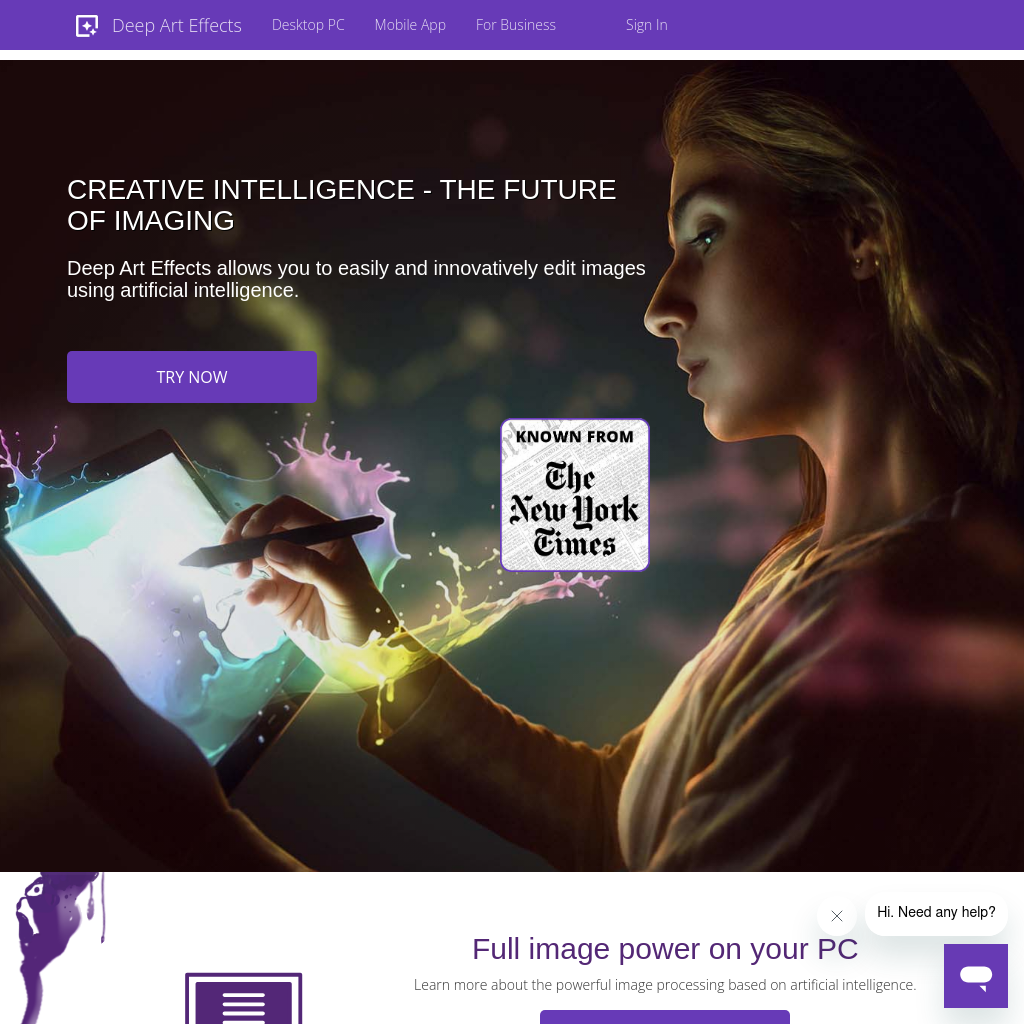 Deep Art Effects
Desktop PC
Mobile App
For Business
Sign In
CREATIVE INTELLIGENCE - THE FUTURE
OF IMAGING
Deep Art Effects allows you to easily and innovatively edit images
using artificial intelligence.
TRY NOW
KNOWN FROM
The
New York
Times
Hi. Need any help?
Full image power on your PC
Learn more about the powerful image processing based on artificial intelligence.